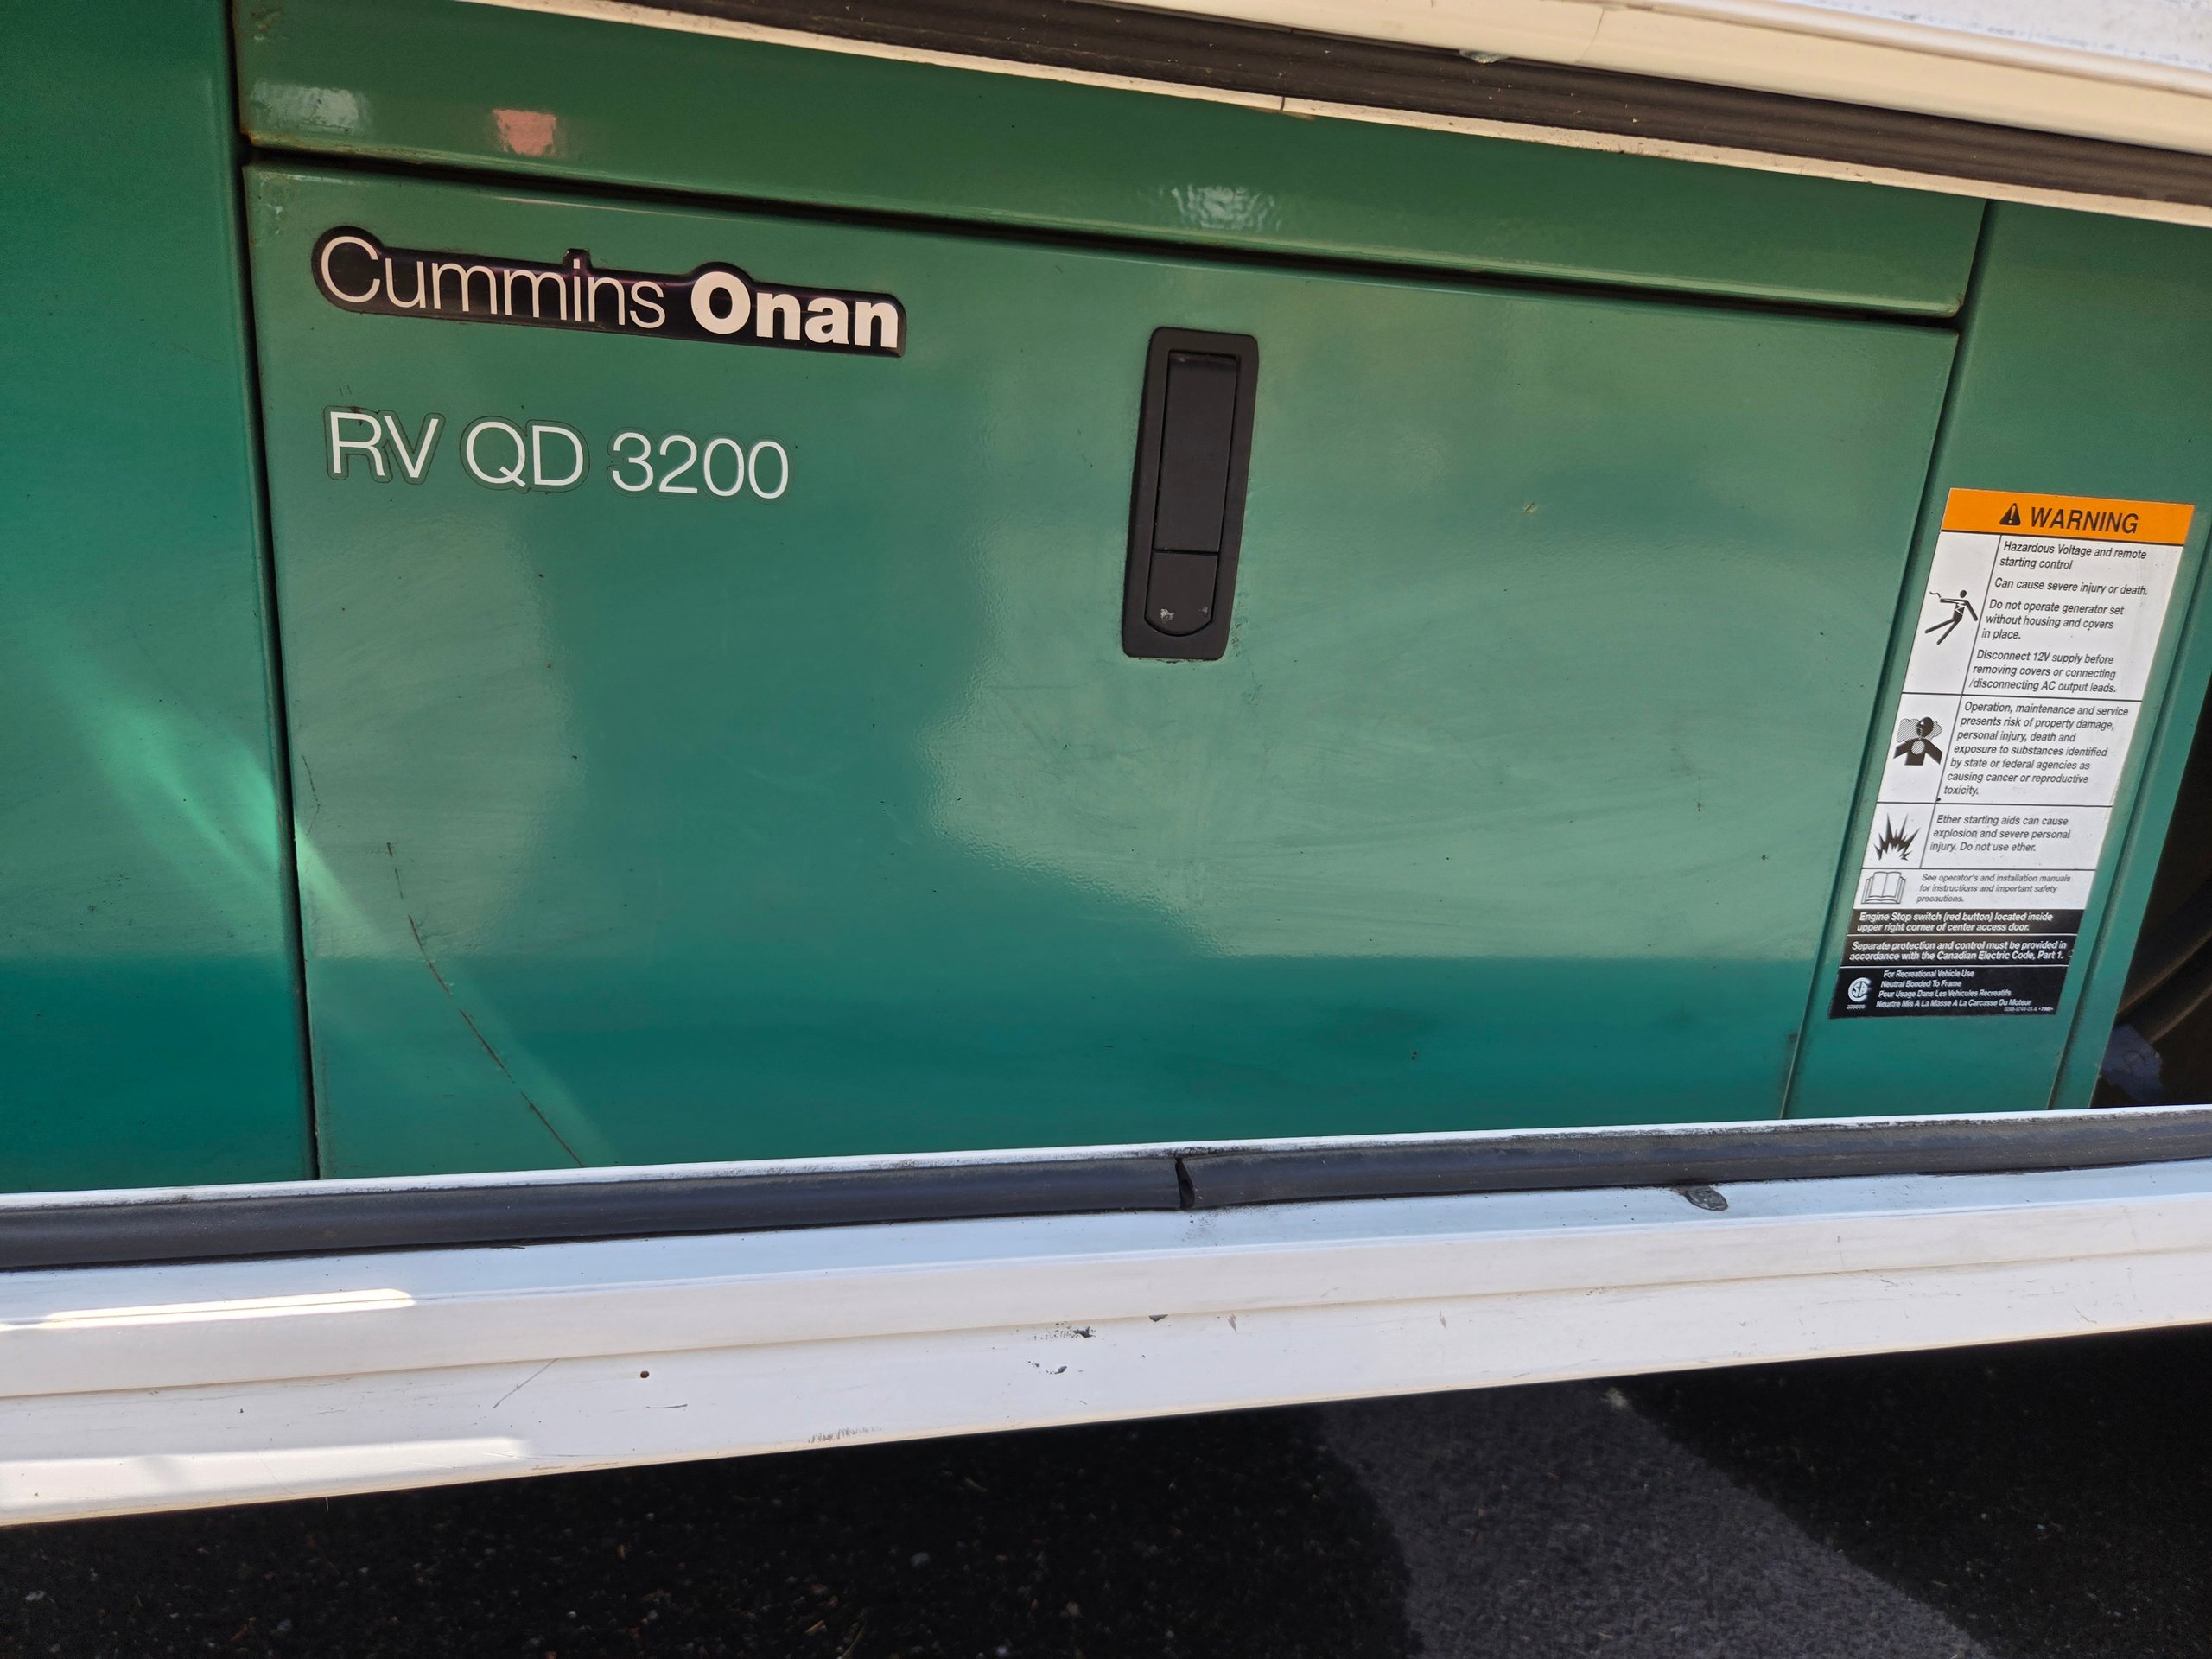 Cummins Onan
RV QD 3200
WARNING
Hazardous Voltage and remote
starting control
Can cause severe injury or death.
Do not operate generator set
without housing and covers
in place.
Disconnect 12V supply before
removing covers or connecting
/disconnecting AC output leads.
Operation, maintenance and service
presents risk of property damage,
personal injury, death and
exposure to substances identified
by state or federal agencies as
causing cancer or reproductive
toxicity.
Ether starting aids can cause
explosion and severe personal
injury. Do not use ether.
See operator's and installation manuals
for instructions and important safety
precautions.
Engine Stop switch (red button) located inside
upper right corner of center access door.
Separate protection and control must be provided in
accordance with the Canadian Electric Code, Part 1.
For Recreational Vehicle Use
Neutral Bonded To Frame
Pour Usage Dans Les Vehicules Recreatifs
Neurtre Mis A La Masse A La Carcasse Du Moteur